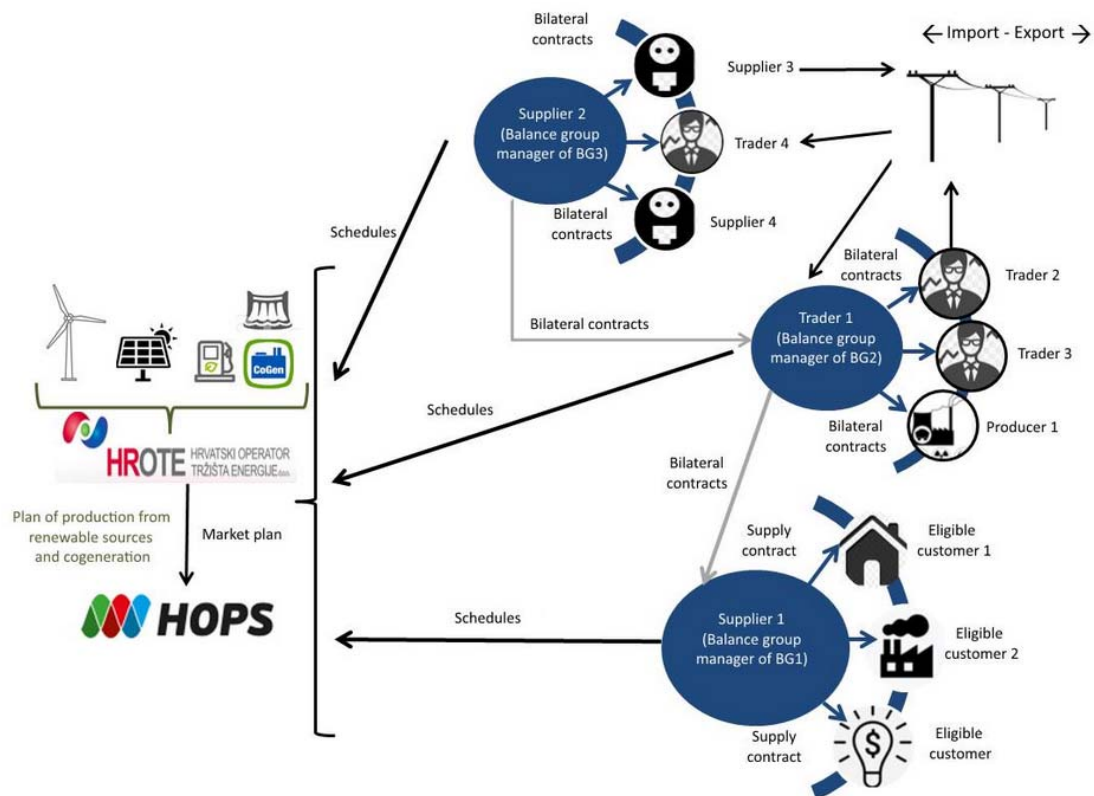 Bilateral
contracts
← Import - Export →
Supplier 3
Supplier 2
(Balance group
manager of BG3)
Trader 4
Bilateral
contracts
Supplier 4
Schedules
Bilateral
contracts
Trader 2
Bilateral contracts
Trader 1
(Balance group
manager of BG2)
Trader 3
CoGen
Schedules
Bilateral
contracts
Producer 1
HROTE
HRVATSKI OPERATOR
TRŽIŠTA ENERGIJE d.o.o.
Bilateral
contracts
Plan of production from
renewable sources
and cogeneration
Market plan
Supply
contract
Eligible
customer 1
HOPS
Schedules
Supplier 1
(Balance group
manager of BG1)
Eligible
customer 2
Supply
contract
$
Eligible
customer